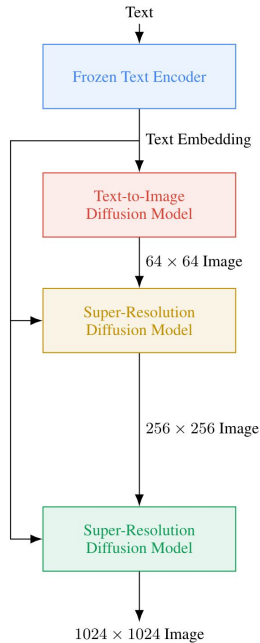 Text
Frozen Text Encoder
Text Embedding
Text-to-Image
Diffusion Model
64 × 64 Image
Super-Resolution
Diffusion Model
256 × 256 Image
Super-Resolution
Diffusion Model
1024 × 1024 Image